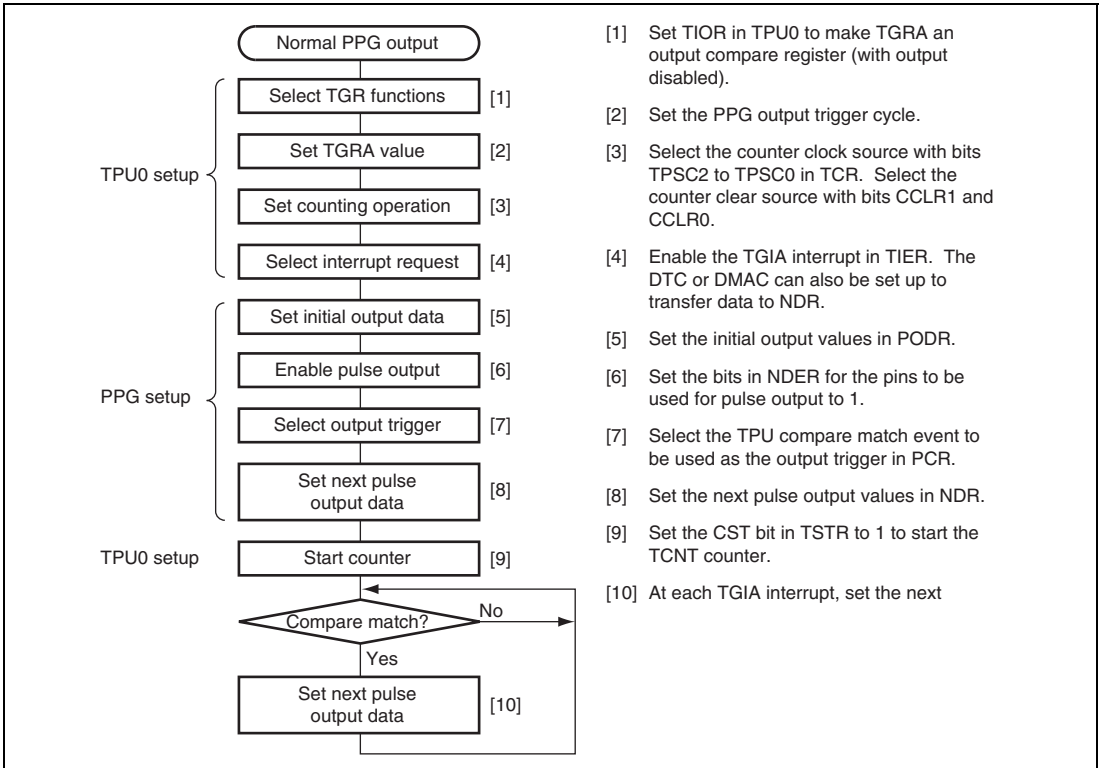 Normal PPG output
TPU0 setup
Select TGR functions [1]
Set TGRA value [2]
Set counting operation [3]
Select interrupt request [4]
PPG setup
Set initial output data [5]
Enable pulse output [6]
Select output trigger [7]
Set next pulse
output data
[8]
TPU0 setup
Start counter [9]
Compare match?
No
Yes
Set next pulse
output data
[10]
[1] Set TIOR in TPU0 to make TGRA an
output compare register (with output
disabled).
[2] Set the PPG output trigger cycle.
[3] Select the counter clock source with bits
TPSC2 to TPSC0 in TCR. Select the
counter clear source with bits CCLR1 and
CCLR0.
[4] Enable the TGIA interrupt in TIER. The
DTC or DMAC can also be set up to
transfer data to NDR.
[5] Set the initial output values in PODR.
[6] Set the bits in NDER for the pins to be
used for pulse output to 1.
[7] Select the TPU compare match event to
be used as the output trigger in PCR.
[8] Set the next pulse output values in NDR.
[9] Set the CST bit in TSTR to 1 to start the
TCNT counter.
[10] At each TGIA interrupt, set the next